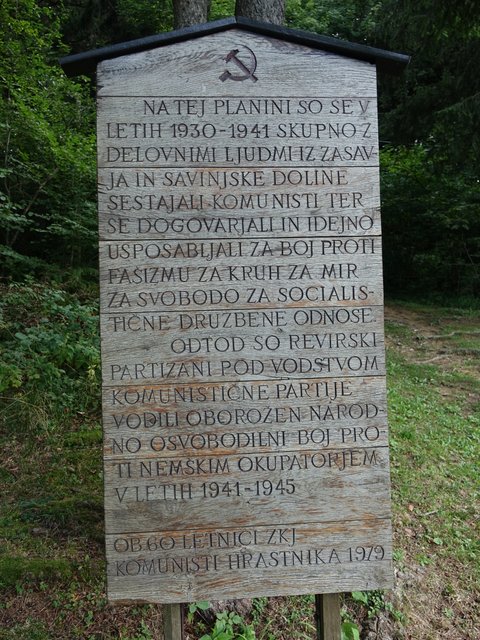 NA TEJ PLANINI SO SE V
LETIH 1930-1941 SKUPNO Z
DELOVNIMI LJUDMI IZ ZASAV-
JA IN SAVINJSKE DOLINE
SESTAJALI KOMUNISTI TER
SE DOGOVARJALI IN IDEJNO
USPOSABLJALI ZA BOJ PROTI
FAŠIZMU ZA KRUH ZA MIR
ZA SVOBODO ZA SOCIALIS-
TIČNE DRUŽBENE ODNOSE.
ODTOD SO REVIRSKI
PARTIZANI POD VODSTVOM
KOMUNISTIČNE PARTIJE
VODILI OBOROŽEN NAROD-
NO OSVOBODILNI BOJ PRO-
TI NEMŠKIM OKUPATORJEM
V LETIH 1941-1945
OB 60 LETNICI ZKJ
KOMUNISTI HRASTNIKA 1979